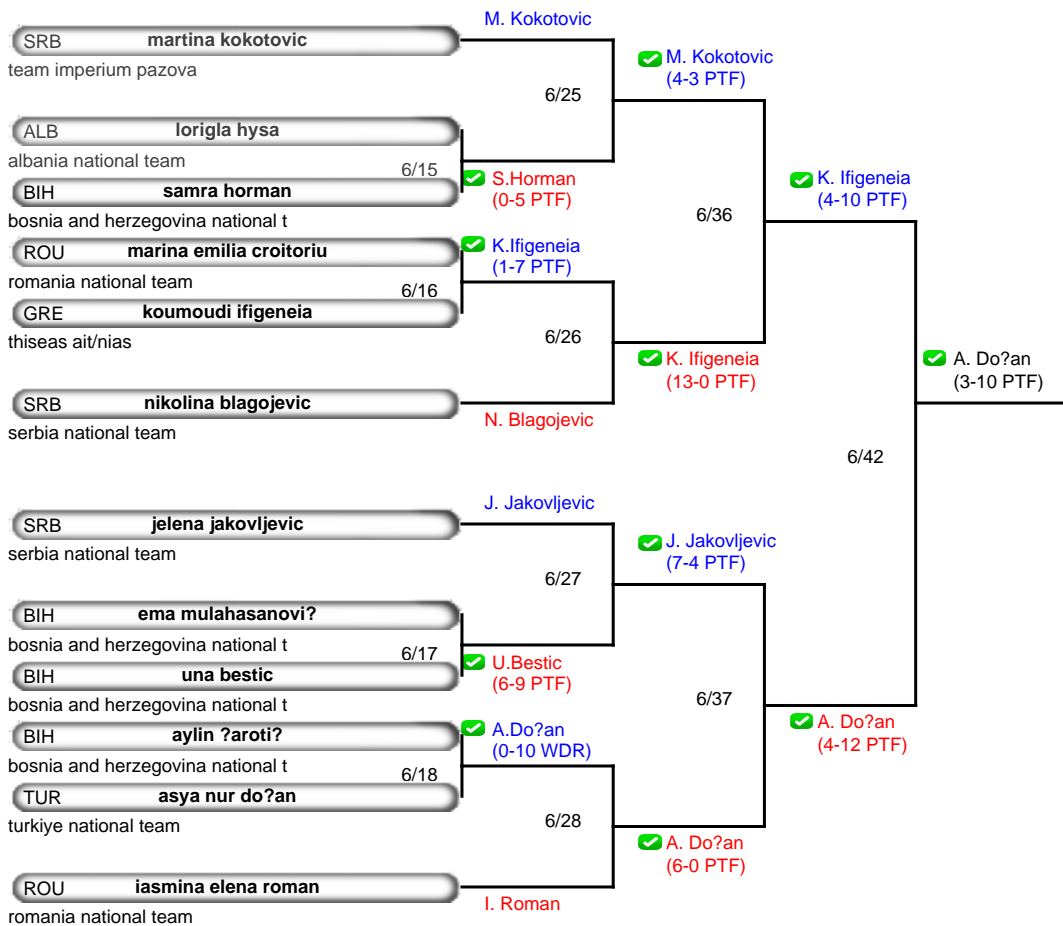 M. Kokotovic
SRB martina kokotovic
team imperium pazova
M. Kokotovic
(4-3 PTF)
6/25
ALB lorigla hysa
albania national team
6/15
S.Horman
(0-5 PTF)
BIH samra horman
bosnia and herzegovina national t
K. Ifigeneia
(4-10 PTF)
6/36
ROU marina emilia croitoriu
romania national team
K.Ifigeneia
(1-7 PTF)
6/16
GRE koumoudi ifigeneia
thiseas ait/nias
6/26
K. Ifigeneia
(13-0 PTF)
A. Do?an
(3-10 PTF)
SRB nikolina blagojevic
serbia national team
N. Blagojevic
6/42
J. Jakovljevic
SRB jelena jakovljevic
serbia national team
J. Jakovljevic
(7-4 PTF)
6/27
BIH ema mulahasanovi?
bosnia and herzegovina national t
6/17
U.Bestic
(6-9 PTF)
BIH una bestic
bosnia and herzegovina national t
6/37
A. Do?an
(4-12 PTF)
BIH aylin ?aroti?
bosnia and herzegovina national t
A.Do?an
(0-10 WDR)
6/18
TUR asya nur do?an
turkiye national team
6/28
A. Do?an
(6-0 PTF)
ROU iasmina elena roman
romania national team
I. Roman